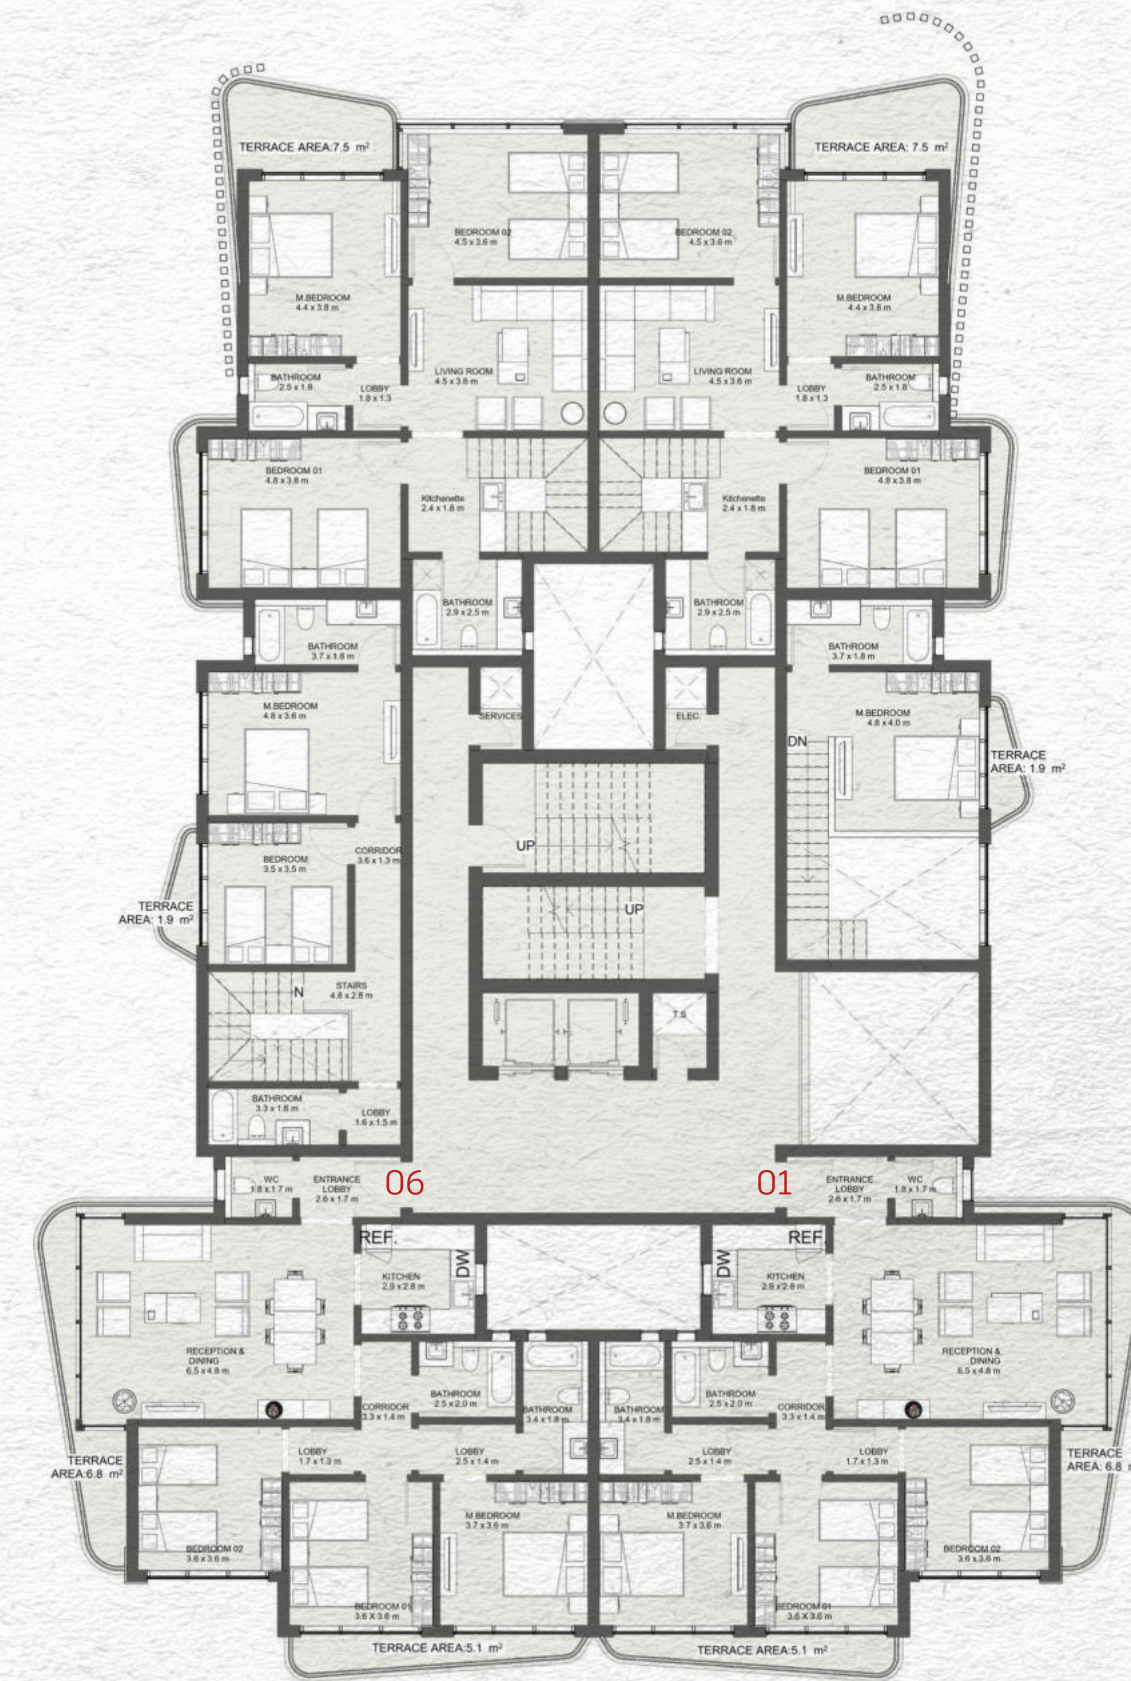 TERRACE AREA:7.5 m²
TERRACE AREA: 7.5 m²
BEDROOM 02
4.5 x 3.6 m
BEDROOM 02
4.5 x 3.6 m
M.BEDROOM
4.4 x 3.8 m
M.BEDROOM
4.4 x 3.8 m
BATHROOM
2.5 x 1.8
LOBBY
1.8 x 1.3
LIVING ROOM
4.5 x 3.6 m
LIVING ROOM
4.5 x 3.6 m
LOBBY
1.8 x 1.3
BATHROOM
2.5 x 1.8
BEDROOM 01
4.8 x 3.8 m
Kitchenette
2.4 x 1.8 m
Kitchenette
2.4 x 1.8 m
BEDROOM 01
4.8 x 3.8 m
BATHROOM
2.9 x 2.5 m
BATHROOM
2.9 x 2.5 m
BATHROOM
3.7 x 1.8 m
BATHROOM
3.7 x 1.8 m
M.BEDROOM
4.8 x 3.6 m
SERVICES
ELEC.
M.BEDROOM
4.8 x 4.0 m
DN
TERRACE
AREA: 1.9 m²
UP
CORRIDOR
3.6 x 1.3 m
BEDROOM
3.5 x 3.5 m
TERRACE
AREA: 1.9 m²
UP
STAIRS
4.8 x 2.8 m
N
T.S
BATHROOM
3.3 x 1.6 m
LOBBY
1.6 x 1.5 m
WC
1.8 x 1.7 m
ENTRANCE
LOBBY
2.6 x 1.7 m
06
01
ENTRANCE
LOBBY
2.6 x 1.7 m
WC
1.8 x 1.7 m
REF.
DW
KITCHEN
2.9 x 2.8 m
REF.
DW
KITCHEN
2.9 x 2.8 m
RECEPTION &
DINING
6.5 x 4.8 m
RECEPTION &
DINING
6.5 x 4.8 m
BATHROOM
2.5 x 2.0 m
BATHROOM
2.5 x 2.0 m
CORRIDOR
3.3 x 1.4 m
BATHROOM
3.4 x 1.8 m
BATHROOM
3.4 x 1.8 m
CORRIDOR
3.3 x 1.4 m
TERRACE
AREA:6.8 m²
LOBBY
1.7 x 1.3 m
LOBBY
2.5 x 1.4 m
LOBBY
2.5 x 1.4 m
LOBBY
1.7 x 1.3 m
TERRACE
AREA: 6.8
M.BEDROOM
3.7 x 3.6 m
M.BEDROOM
3.7 x 3.6 m
BEDROOM 02
3.6 x 3.6 m
BEDROOM 02
3.6 x 3.6 m
BEDROOM 01
3.6 X 3.6 m
BEDROOM 01
3.6 X 3.6 m
TERRACE AREA:5.1 m²
TERRACE AREA:5.1 m²